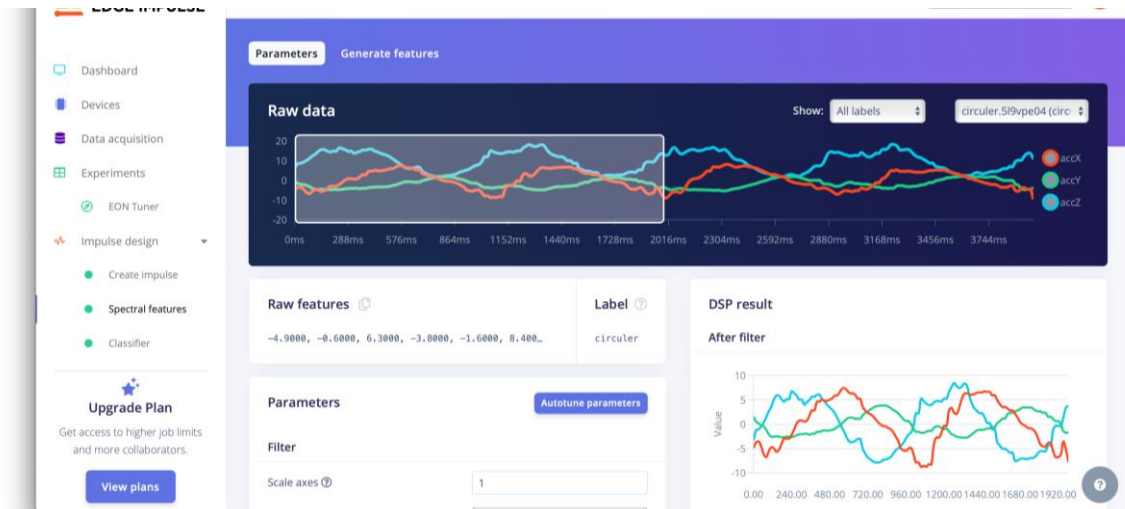 EDGE IMPULSE
Dashboard
Devices
Data acquisition
Experiments
EON Tuner
Impulse design
Create impulse
Spectral features
Classifier
Upgrade Plan
Get access to higher job limits
and more collaborators.
View plans
Parameters Generate features
Raw data Show: All labels circuler.5l9vpe04 (circ
20
10
0
-10
-20
0ms 288ms 576ms 864ms 1152ms 1440ms 1728ms 2016ms 2304ms 2592ms 2880ms 3168ms 3456ms 3744ms
accX
accY
accZ
Raw features Label ?
-4.9000, -0.6000, 6.3000, -3.8000, -1.6000, 8.400… circuler
Parameters Autotune parameters
Filter
Scale axes ? 1
DSP result
After filter
Value
10
5
0
-5
-10
0.00 240.00 480.00 720.00 960.00 1200.00 1440.00 1680.00 1920.00
?